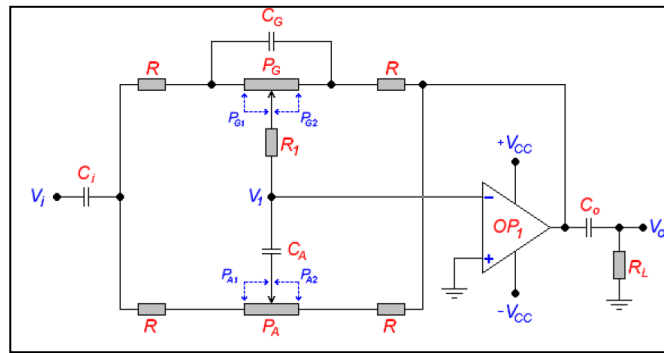 C_G
R P_G R
P_G1 P_G2
R_1
+V_CC
C_i
V_i V_1 − C_o V_o
OP_1
C_A
+
R_L
P_A1 P_A2
−V_CC
R P_A R